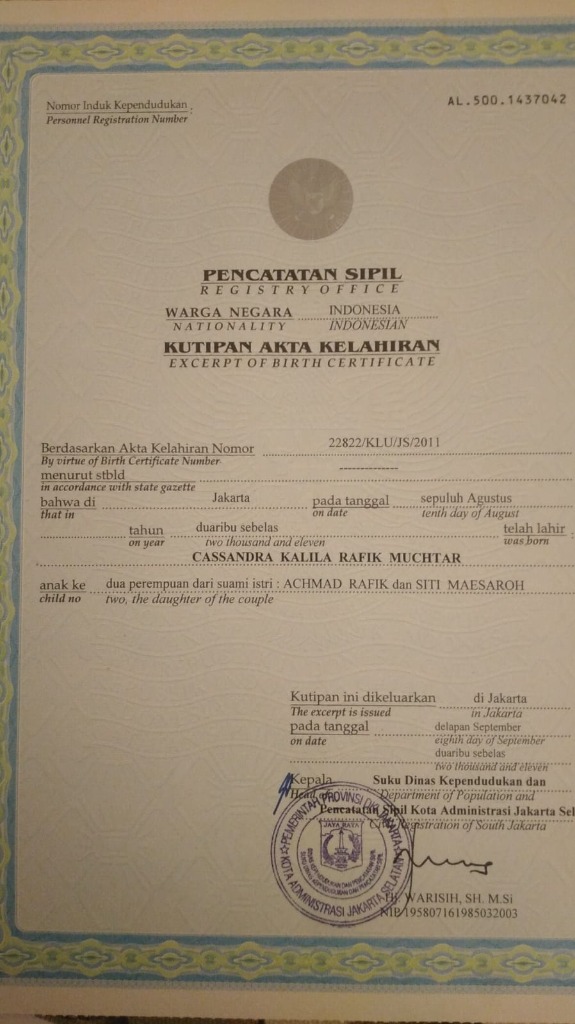 Nomor Induk Kependudukan :
Personnel Registration Number
AL.500.1437042
PENCATATAN SIPIL
REGISTRY OFFICE
WARGA NEGARA INDONESIA
NATIONALITY INDONESIAN
KUTIPAN AKTA KELAHIRAN
EXCERPT OF BIRTH CERTIFICATE
Berdasarkan Akta Kelahiran Nomor 22822/KLU/JS/2011
By virtue of Birth Certificate Number
menurut stbld --------------
in accordance with state gazette
bahwa di Jakarta pada tanggal sepuluh Agustus
that in on date tenth day of August
tahun duaribu sebelas telah lahir :
on year two thousand and eleven was born
CASSANDRA KALILA RAFIK MUCHTAR
anak ke dua perempuan dari suami istri : ACHMAD RAFIK dan SITI MAESAROH
child no two, the daughter of the couple
Kutipan ini dikeluarkan di Jakarta
The excerpt is issued in Jakarta
pada tanggal delapan September
on date eighth day of September
duaribu sebelas
two thousand and eleven
Kepala Suku Dinas Kependudukan dan
Head of Department of Population and
Pencatatan Sipil Kota Administrasi Jakarta Sel
Civil Registration of South Jakarta
PEMERINTAH PROVINSI DKI JAKARTA
JAYA RAYA
KOTA ADMINISTRASI JAKARTA SELATAN
WARISIH, SH. M.Si
NIP 195807161985032003